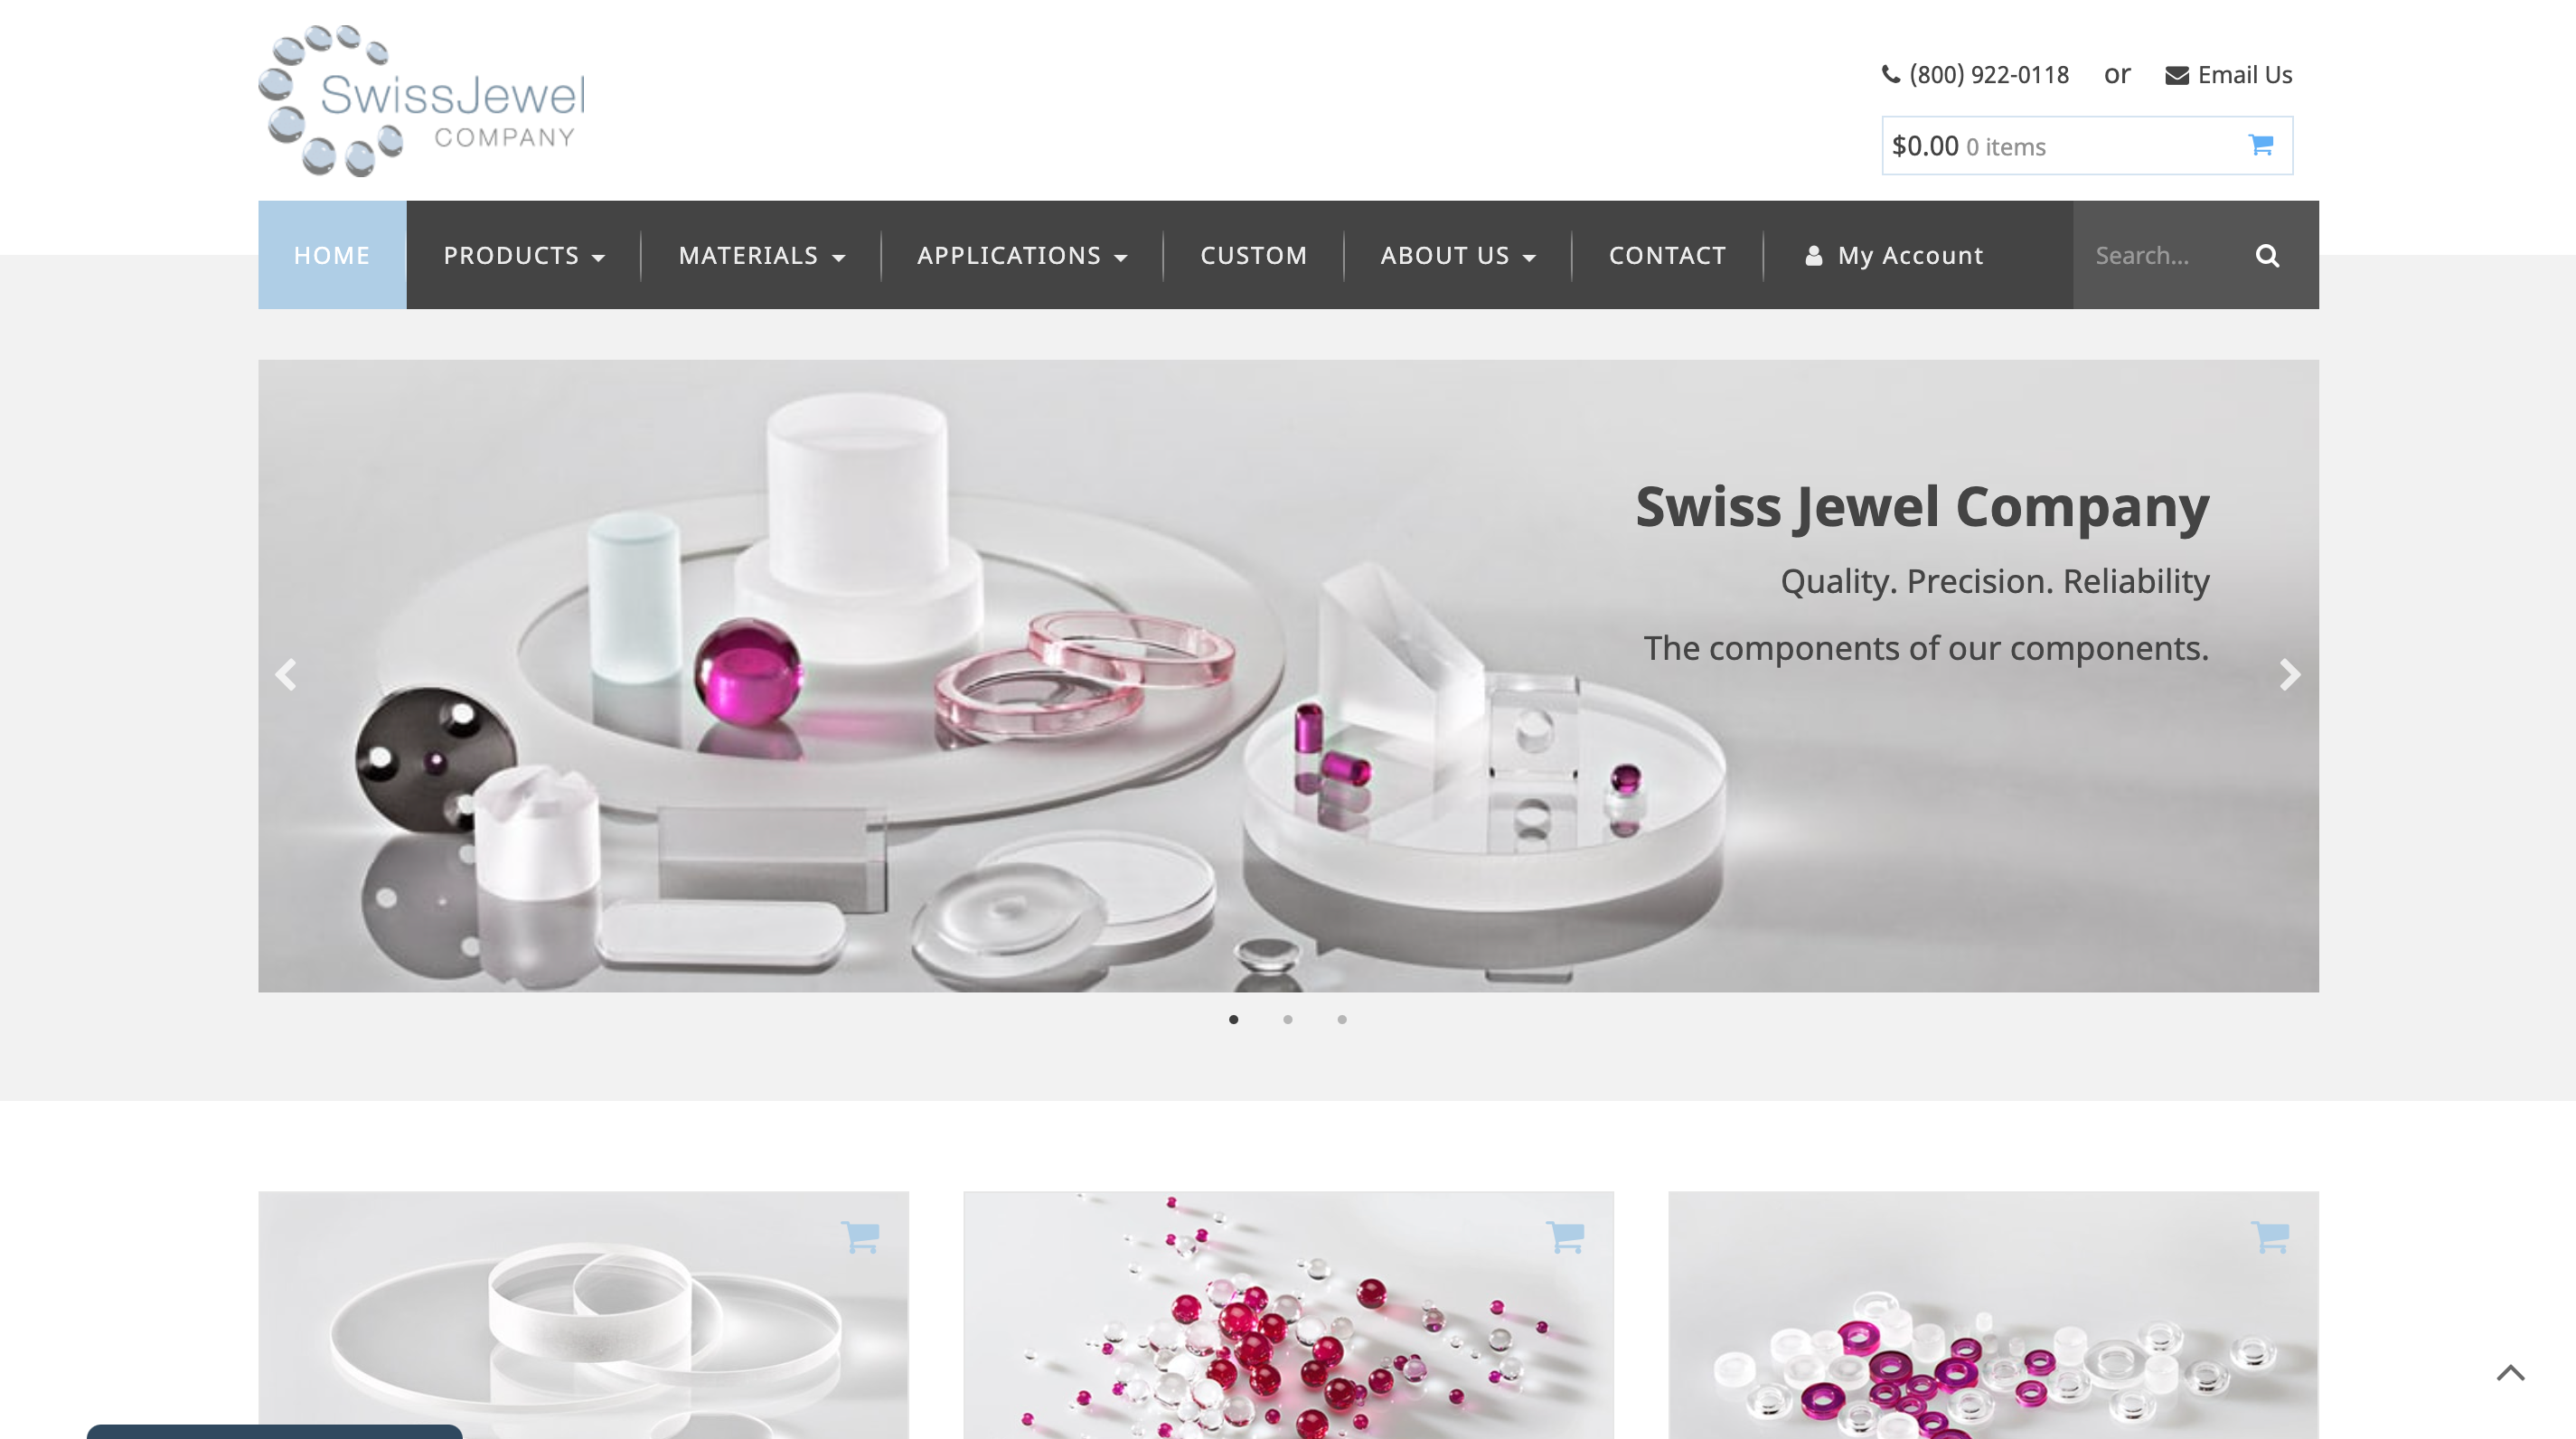 SwissJewel
COMPANY
(800) 922-0118 or Email Us
$0.00 0 items
HOME PRODUCTS MATERIALS APPLICATIONS CUSTOM ABOUT US CONTACT My Account Search...
Swiss Jewel Company
Quality. Precision. Reliability
The components of our components.